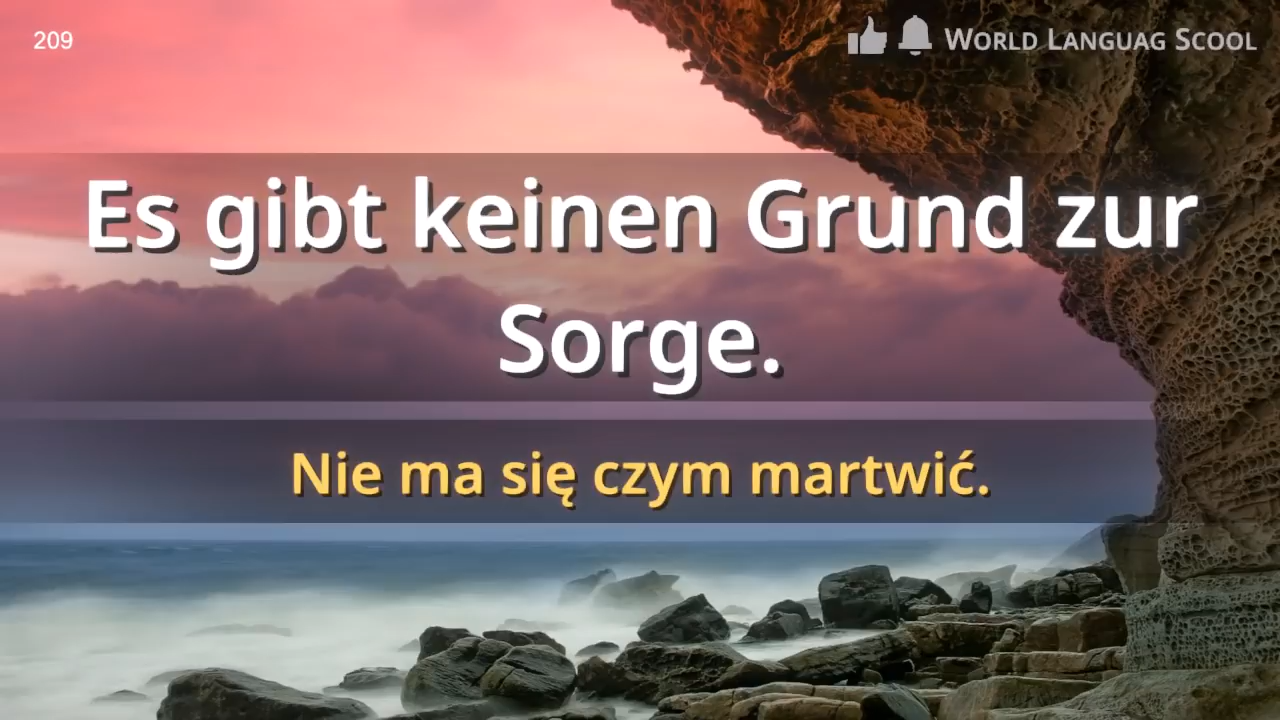 209
WORLD LANGUAG SCOOL
Es gibt keinen Grund zur
Sorge.
Nie ma się czym martwić.